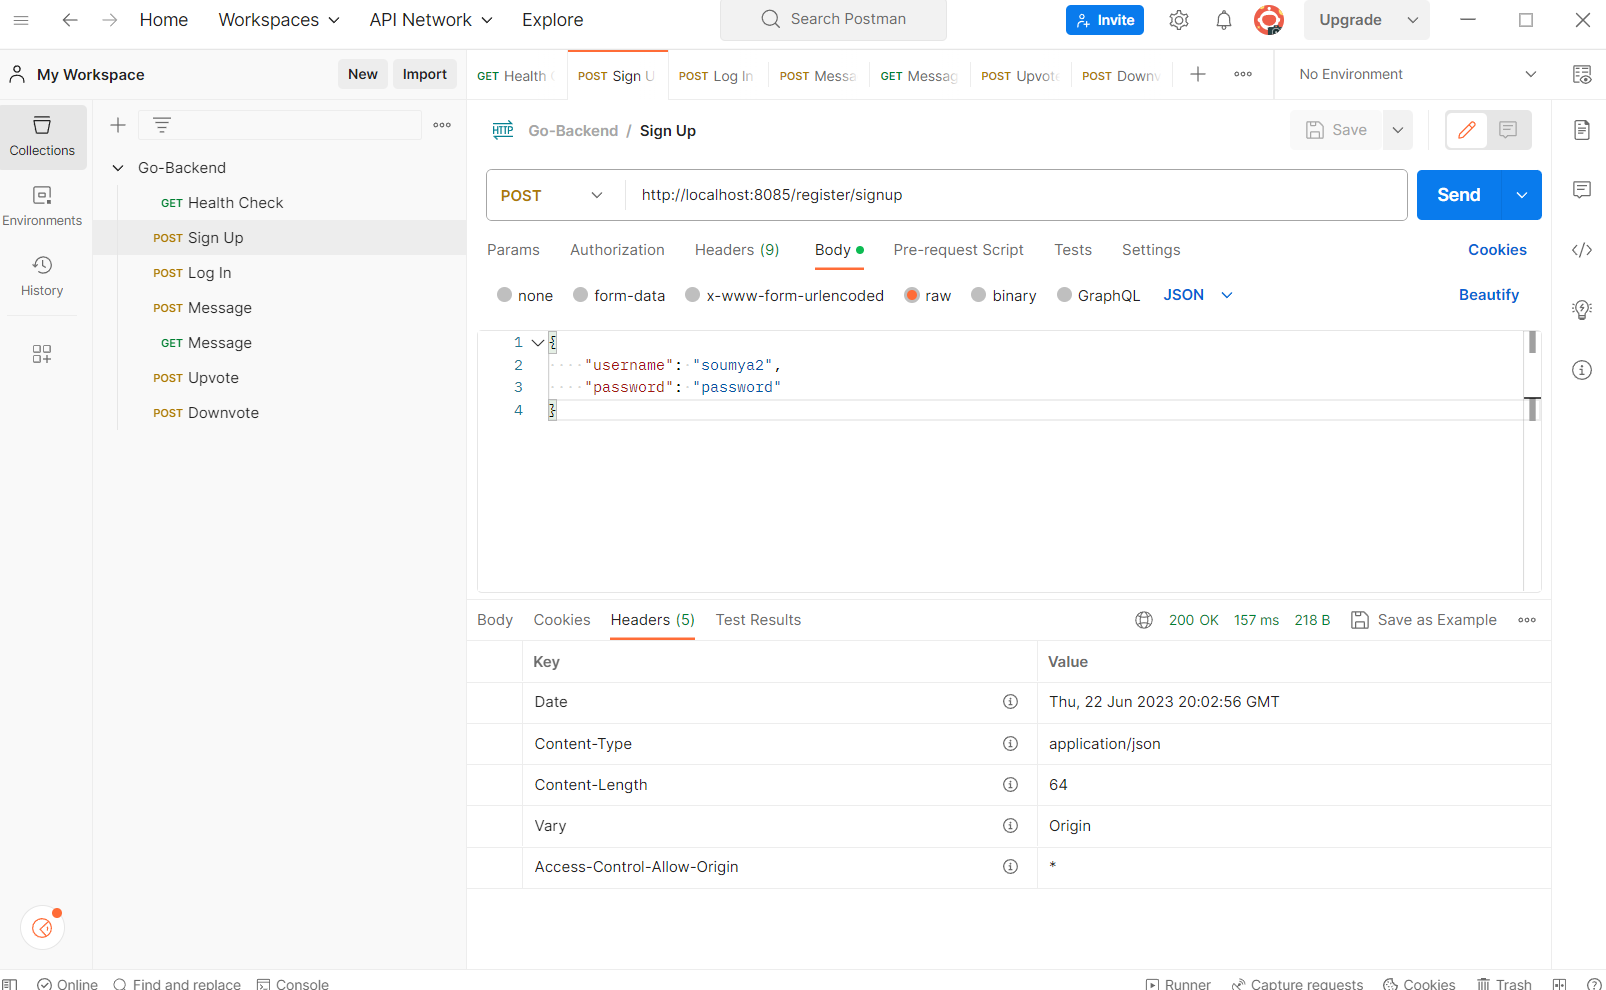 Home Workspaces API Network Explore Search Postman Invite Upgrade
My Workspace New Import GET Health POST Sign U POST Log In POST Messa GET Messag POST Upvot POST Downv No Environment
Collections
Go-Backend / Sign Up Save
Go-Backend
GET Health Check
POST Sign Up
POST Log In
POST Message
GET Message
POST Upvote
POST Downvote
Environments
History
POST http://localhost:8085/register/signup Send
Params Authorization Headers (9) Body Pre-request Script Tests Settings Cookies
none form-data x-www-form-urlencoded raw binary GraphQL JSON Beautify
1 {
2 "username": "soumya2",
3 "password": "password"
4 }
Body Cookies Headers (5) Test Results 200 OK 157 ms 218 B Save as Example
Key Value
Date Thu, 22 Jun 2023 20:02:56 GMT
Content-Type application/json
Content-Length 64
Vary Origin
Access-Control-Allow-Origin *
Online Find and replace Console Runner Capture requests Cookies Trash